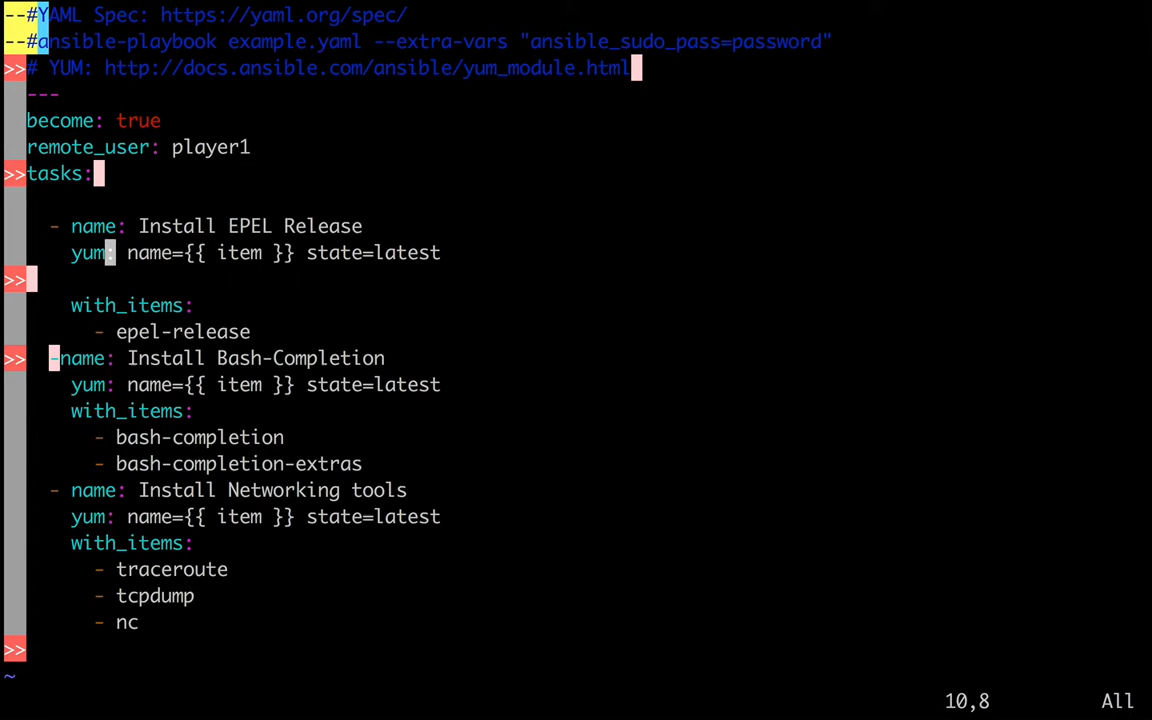 --#YAML Spec: https://yaml.org/spec/
--#ansible-playbook example.yaml --extra-vars "ansible_sudo_pass=password"
>># YUM: http://docs.ansible.com/ansible/yum_module.html
---
become: true
remote_user: player1
>>tasks:
- name: Install EPEL Release
yum: name={{ item }} state=latest
>>
with_items:
- epel-release
>> -name: Install Bash-Completion
yum: name={{ item }} state=latest
with_items:
- bash-completion
- bash-completion-extras
- name: Install Networking tools
yum: name={{ item }} state=latest
with_items:
- traceroute
- tcpdump
- nc
>>
~
10,8 All